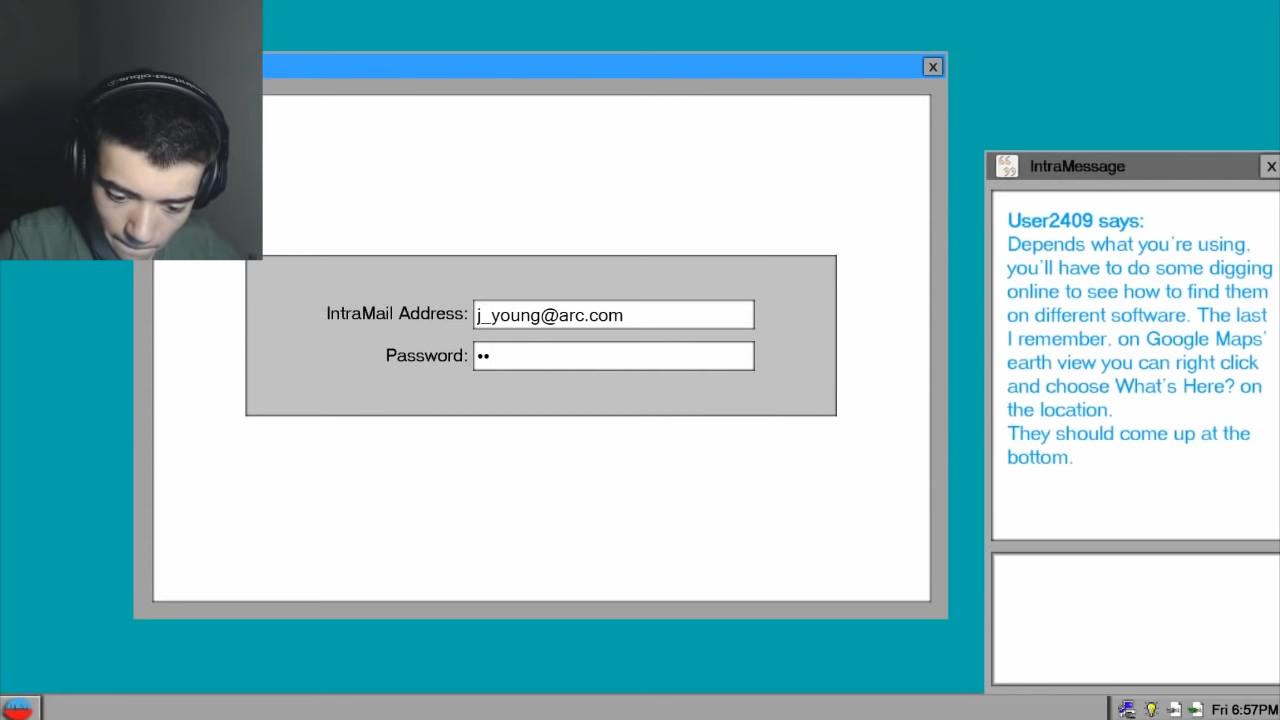 audio-technica
X
IntraMail Address: j_young@arc.com
Password: ••
IntraMessage X
User2409 says:
Depends what you're using,
you'll have to do some digging
online to see how to find them
on different software. The last
I remember, on Google Maps'
earth view you can right click
and choose What's Here? on
the location.
They should come up at the
bottom.
Fri 6:57PM